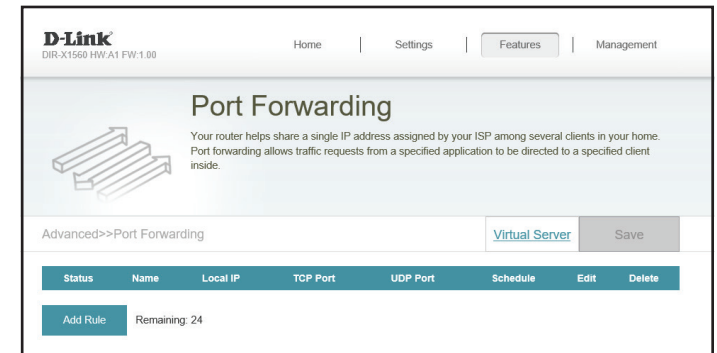 D-Link
DIR-X1560 HW:A1 FW:1.00
Home | Settings | Features | Management
Port Forwarding
Your router helps share a single IP address assigned by your ISP among several clients in your home.
Port forwarding allows traffic requests from a specified application to be directed to a specified client
inside.
Advanced>>Port Forwarding
Virtual Server
Save
Status Name Local IP TCP Port UDP Port Schedule Edit Delete
Add Rule
Remaining: 24